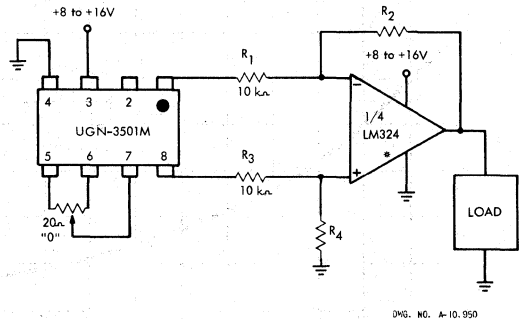 +8 to +16V
R2
R1
+8 to +16V
10 kΩ
4 3 2
−
1/4
UGN-3501M
LM324
*
5 6 7 8
R3
+
10 kΩ
LOAD
20Ω
"0"
R4
DWG. NO. A-10,950